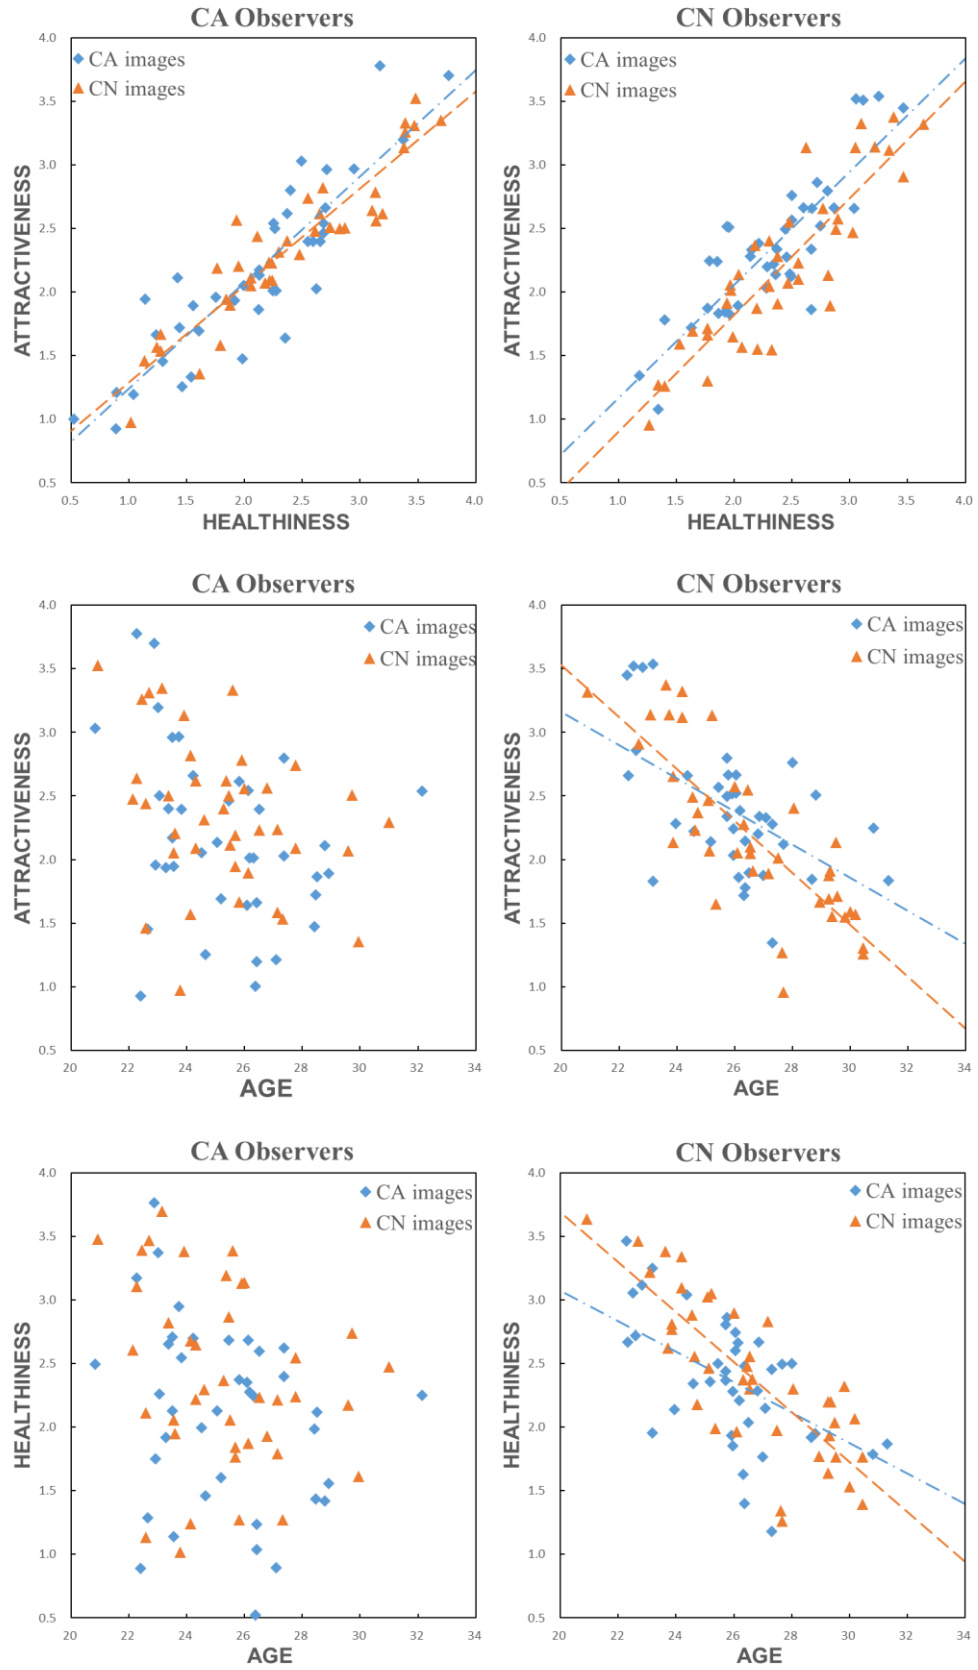 CA Observers
CN Observers
4.0
3.5
3.0
2.5
2.0
1.5
1.0
0.5
ATTRACTIVENESS
CA images
CN images
0.5 1.0 1.5 2.0 2.5 3.0 3.5 4.0
HEALTHINESS
4.0
3.5
3.0
2.5
2.0
1.5
1.0
0.5
ATTRACTIVENESS
CA images
CN images
0.5 1.0 1.5 2.0 2.5 3.0 3.5 4.0
HEALTHINESS
CA Observers
CN Observers
4.0
3.5
3.0
2.5
2.0
1.5
1.0
0.5
ATTRACTIVENESS
CA images
CN images
20 22 24 26 28 30 32 34
AGE
4.0
3.5
3.0
2.5
2.0
1.5
1.0
0.5
ATTRACTIVENESS
CA images
CN images
20 22 24 26 28 30 32 34
AGE
CA Observers
CN Observers
4.0
3.5
3.0
2.5
2.0
1.5
1.0
0.5
HEALTHINESS
CA images
CN images
20 22 24 26 28 30 32 34
AGE
4.0
3.5
3.0
2.5
2.0
1.5
1.0
0.5
HEALTHINESS
CA images
CN images
20 22 24 26 28 30 32 34
AGE